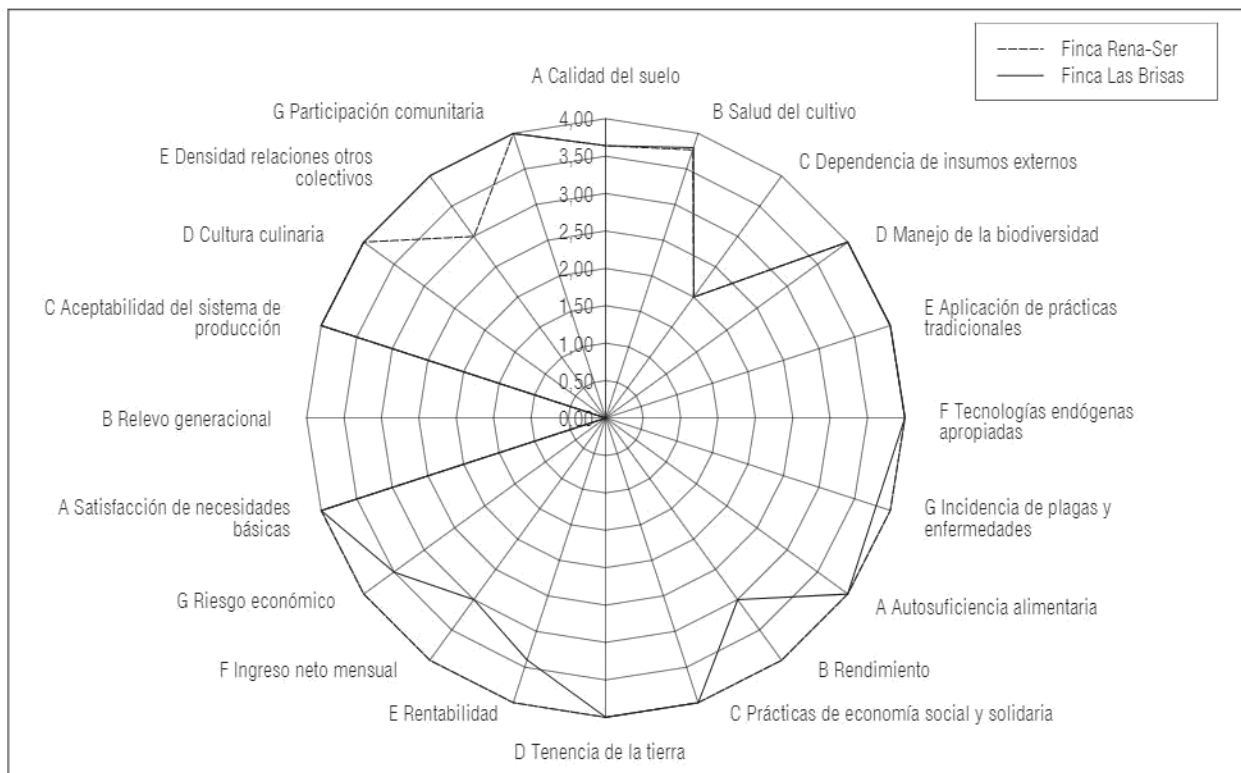 Finca Rena-Ser
Finca Las Brisas
A Calidad del suelo
G Participación comunitaria
B Salud del cultivo
E Densidad relaciones otros
colectivos
C Dependencia de insumos externos
D Cultura culinaria
D Manejo de la biodiversidad
C Aceptabilidad del sistema de
producción
E Aplicación de prácticas
tradicionales
B Relevo generacional
F Tecnologías endógenas
apropiadas
A Satisfacción de necesidades
básicas
G Incidencia de plagas y
enfermedades
G Riesgo económico
A Autosuficiencia alimentaria
F Ingreso neto mensual
B Rendimiento
E Rentabilidad
C Prácticas de economía social y solidaria
D Tenencia de la tierra
4,00
3,50
3,00
2,50
2,00
1,50
1,00
0,50
0,00